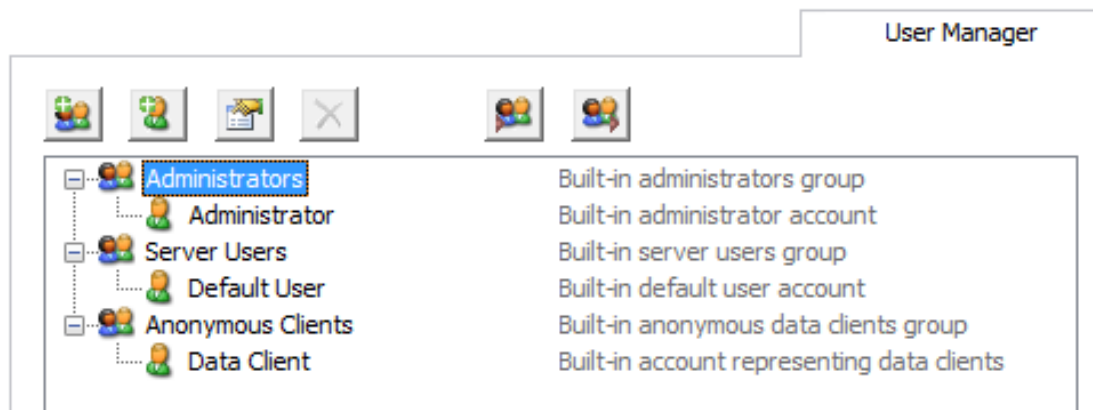 User Manager
Administrators Built-in administrators group
Administrator Built-in administrator account
Server Users Built-in server users group
Default User Built-in default user account
Anonymous Clients Built-in anonymous data clients group
Data Client Built-in account representing data clients